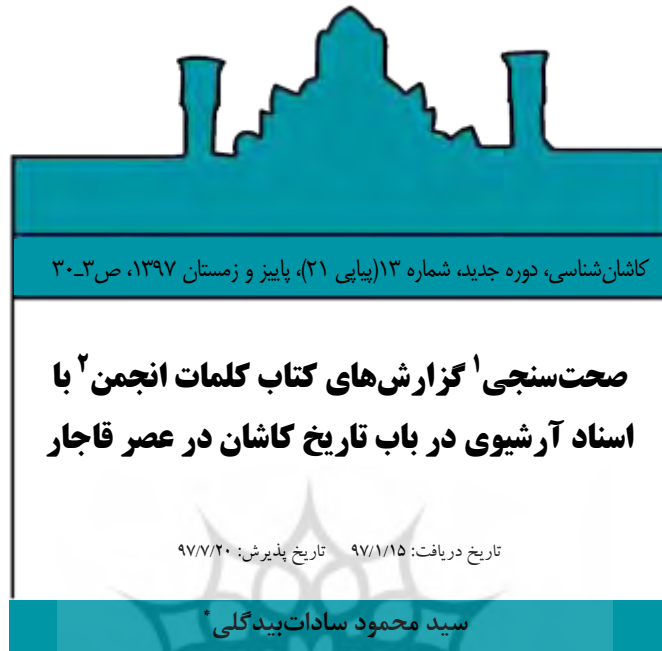 کاشان‌شناسی، دوره جدید، شماره ۱۳(پیاپی ۲۱)، پاییز و زمستان ۱۳۹۷، ص۳ـ۳۰
صحت‌سنجی۱ گزارش‌های کتاب کلمات انجمن۲ با
اسناد آرشیوی در باب تاریخ کاشان در عصر قاجار
تاریخ دریافت: ۹۷/۱/۱۵ تاریخ پذیرش: ۹۷/۷/۲۰
سید محمود سادات‌بیدگلی*